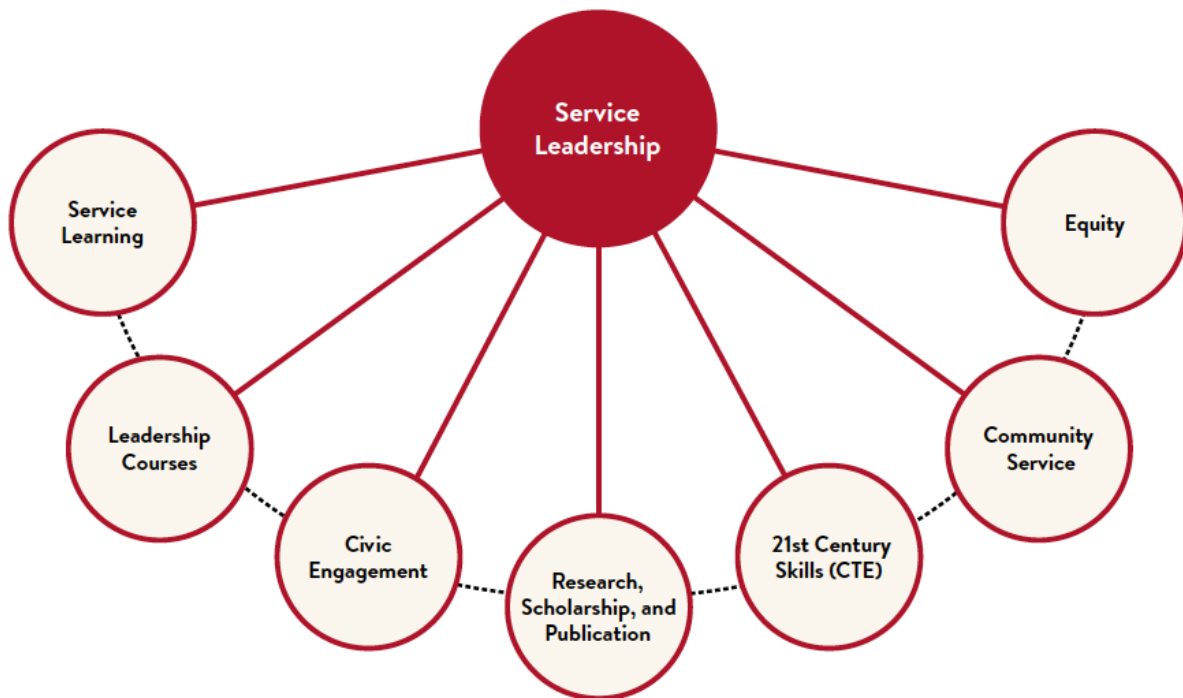 Service
Leadership
Service
Learning
Equity
Leadership
Courses
Community
Service
Civic
Engagement
21st Century
Skills (CTE)
Research,
Scholarship, and
Publication